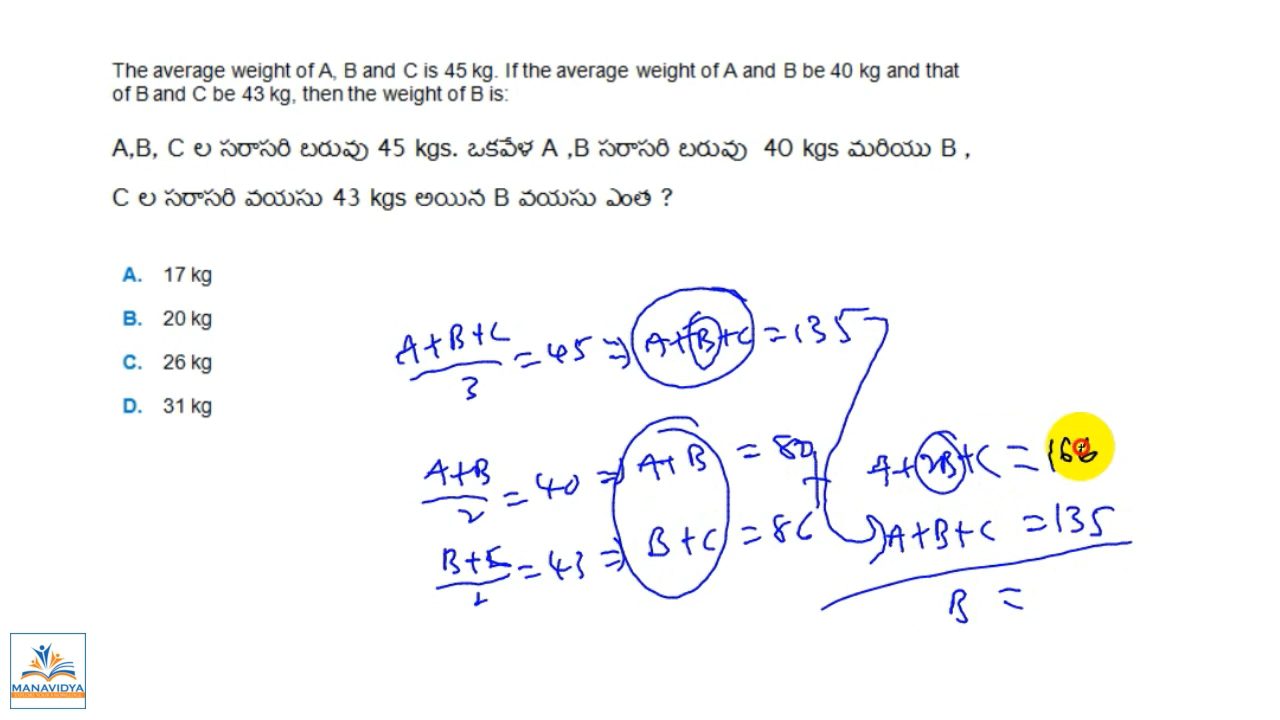 The average weight of A, B and C is 45 kg. If the average weight of A and B be 40 kg and that
of B and C be 43 kg, then the weight of B is:
A,B, C ల సరాసరి బరువు 45 kgs. ఒకవేళ A ,B సరాసరి బరువు 40 kgs మరియు B ,
C ల సరాసరి వయసు 43 kgs అయిన B వయసు ఎంత ?
A. 17 kg
B. 20 kg
C. 26 kg
D. 31 kg
A+B+C/3 = 45 ⇒ A+B+C = 135
A+B/2 = 40 ⇒ A+B = 80
B+C/2 = 43 ⇒ B+C = 86
A+2B+C =
A+B+C = 135
B =
MANAVIDYA